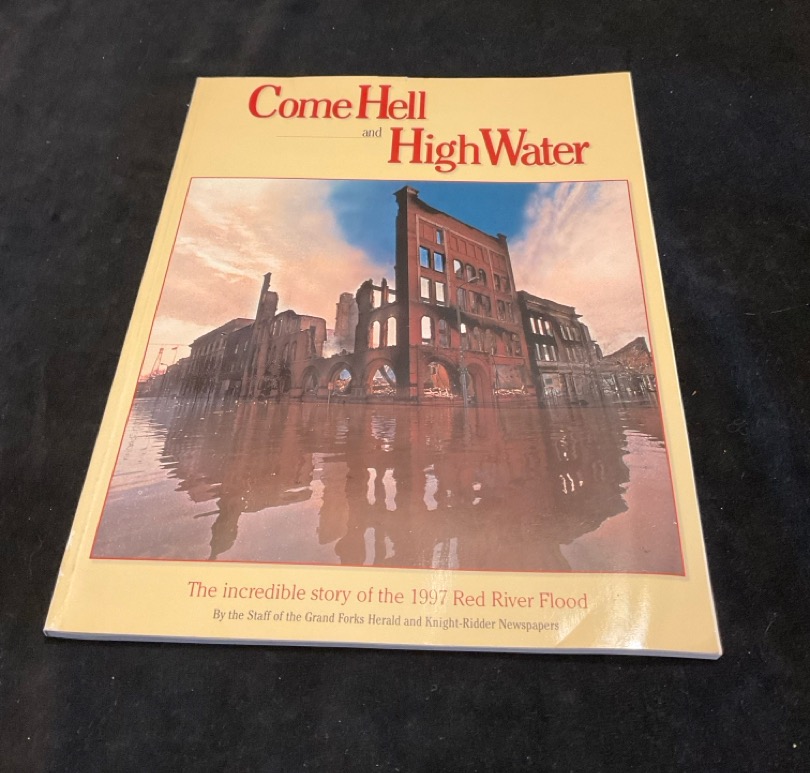 Come Hell
and
High Water
The incredible story of the 1997 Red River Flood
By the Staff of the Grand Forks Herald and Knight-Ridder Newspapers